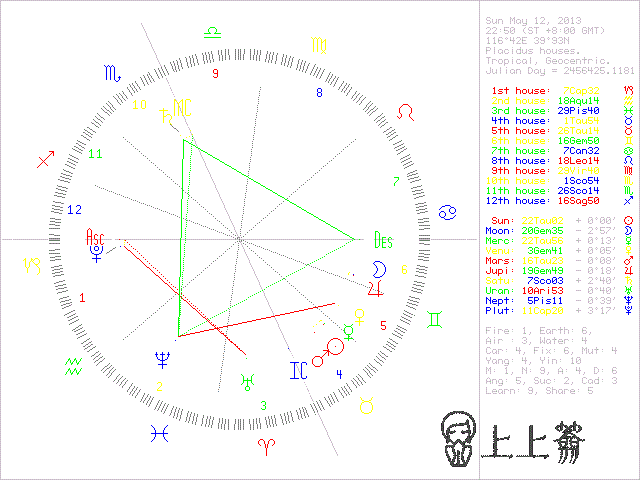 Sun May 12, 2013
22:50 (ST +8:00 GMT)
116°42E 39°93N
Placidus houses.
Tropical, Geocentric.
Julian Day = 2456425.1181
1st house: 7Cap32
2nd house: 18Aqu14
3rd house: 29Pis40
4th house: 1Tau54
5th house: 26Tau14
6th house: 16Gem50
7th house: 7Can32
8th house: 18Leo14
9th house: 29Vir40
10th house: 1Sco54
11th house: 26Sco14
12th house: 16Sag50
Sun: 22Tau02 + 0°00'
Moon: 20Gem35 - 2°57'
Merc: 22Tau58 + 0°13'
Venu: 3Gem41 + 0°05'
Mars: 16Tau23 - 0°08'
Jupi: 19Gem49 - 0°18'
Satu: 7Sco03 + 2°40'
Uran: 10Ari53 - 0°40'
Nept: 5Pis11 - 0°39'
Plut: 11Cap20 + 3°17'
Fire: 1, Earth: 6,
Air : 3, Water: 4
Car: 4, Fix: 6, Mut: 4
Yang: 4, Yin: 10
M: 1, N: 9, A: 4, D: 6
Ang: 5, Suc: 2, Cad: 3
Learn: 9, Share: 5
9
8
10
MC
11
7
12
Asc
Des
6
1
5
IC
4
2
3
上上